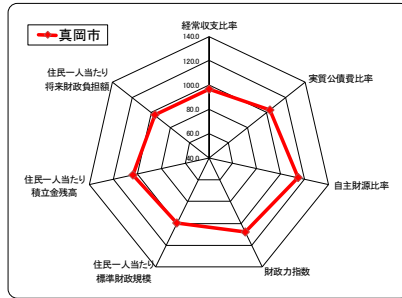 真岡市
経常収支比率
140.0
120.0
100.0
80.0
60.0
40.0
実質公債費比率
自主財源比率
財政力指数
住民一人当たり
標準財政規模
住民一人当たり
積立金残高
住民一人当たり
将来財政負担額